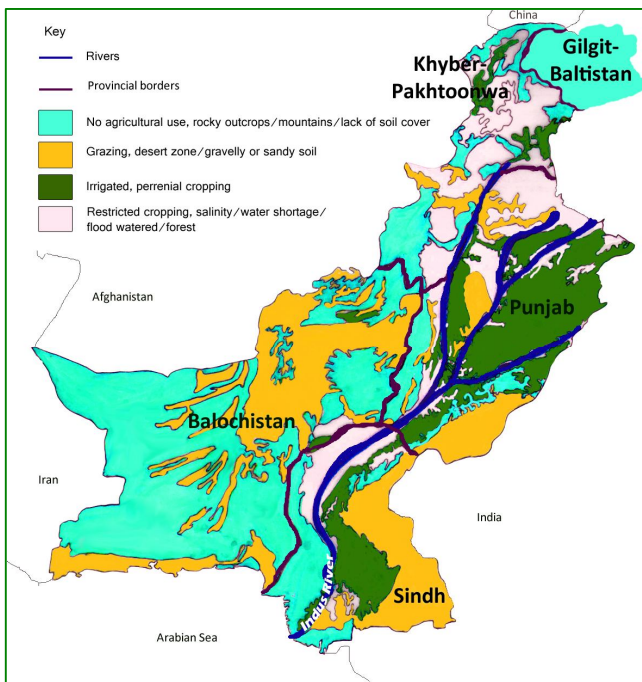 China
Key
Rivers
Provincial borders
No agricultural use, rocky outcrops/mountains/lack of soil cover
Grazing, desert zone/gravelly or sandy soil
Irrigated, perrenial cropping
Restricted cropping, salinity/water shortage/
flood watered/forest
Khyber-
Pakhtoonwa
Gilgit-
Baltistan
Afghanistan
Punjab
Balochistan
Iran
India
Sindh
Indus River
Arabian Sea